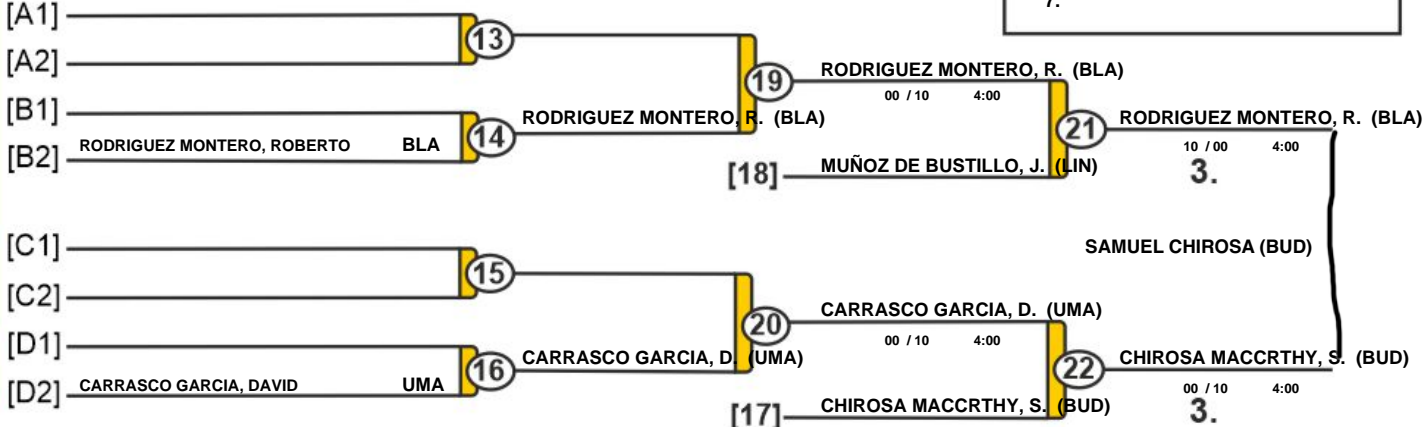 7.
[A1]
13
[A2]
19
RODRIGUEZ MONTERO, R. (BLA)
00 / 10 4:00
[B1]
RODRIGUEZ MONTERO, R. (BLA)
21
RODRIGUEZ MONTERO, R. (BLA)
10 / 00 4:00
3.
14
RODRIGUEZ MONTERO, ROBERTO BLA
[B2]
[18]
MUÑOZ DE BUSTILLO, J. (LIN)
[C1]
SAMUEL CHIROSA (BUD)
15
[C2]
CARRASCO GARCIA, D. (UMA)
20
00 / 10 4:00
[D1]
CARRASCO GARCIA, D. (UMA)
16
22
CHIROSA MACCRTHY, S. (BUD)
00 / 10 4:00
3.
[D2]
CARRASCO GARCIA, DAVID UMA
[17]
CHIROSA MACCRTHY, S. (BUD)